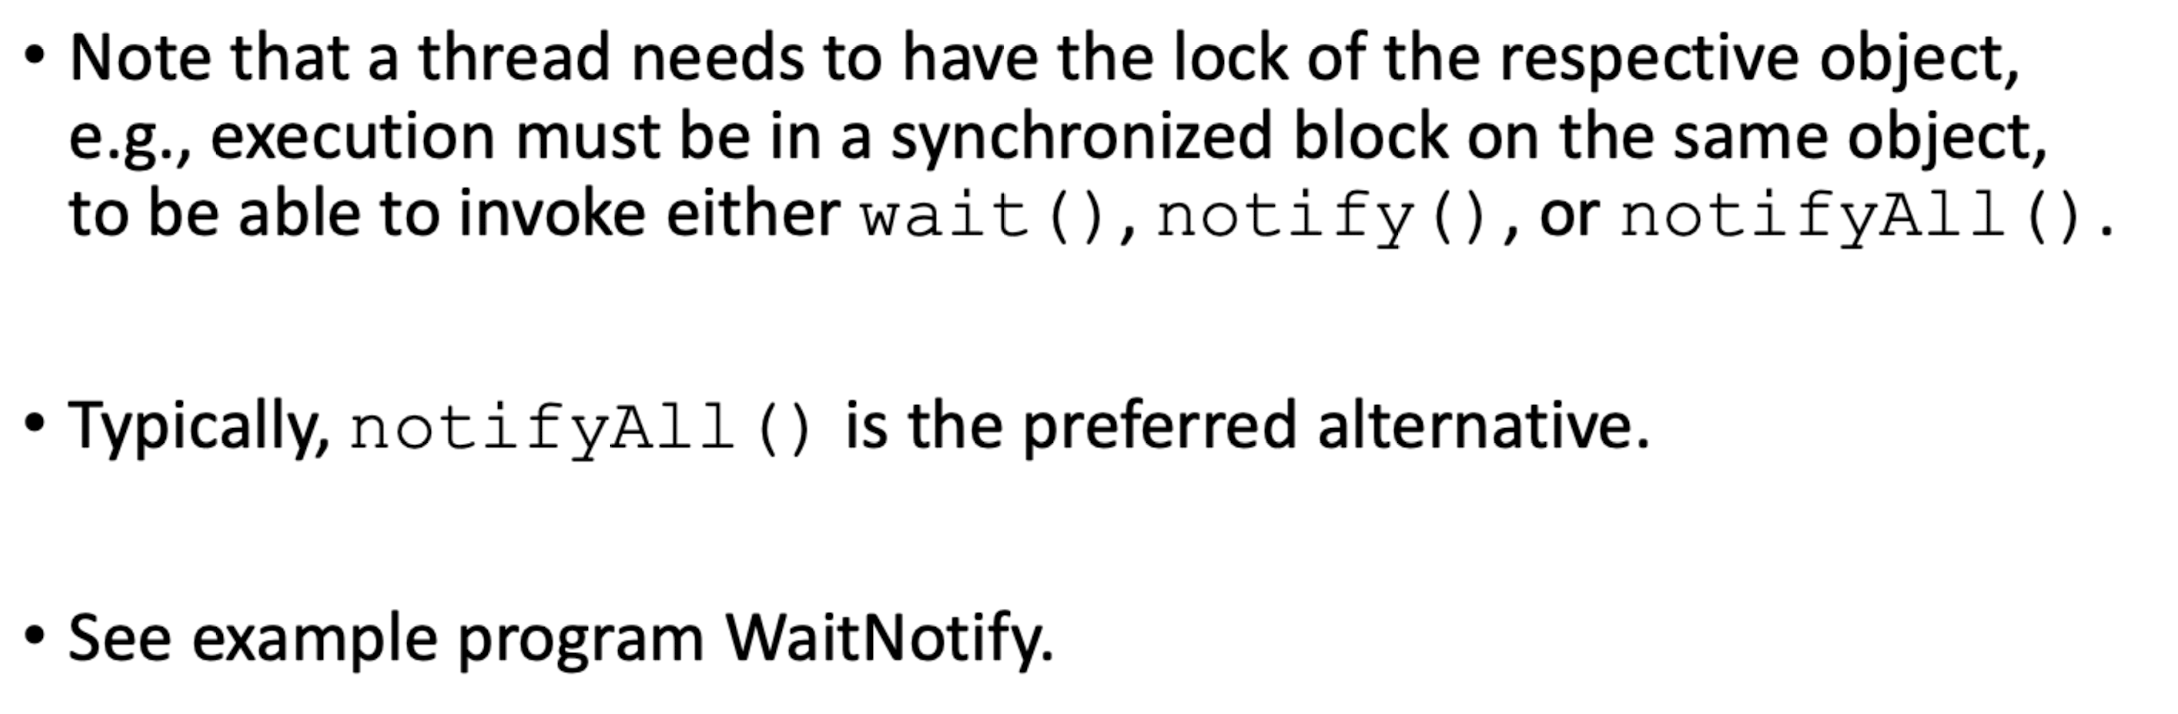 • Note that a thread needs to have the lock of the respective object,
e.g., execution must be in a synchronized block on the same object,
to be able to invoke either wait(), notify(), or notifyAll().
• Typically, notifyAll() is the preferred alternative.
• See example program WaitNotify.